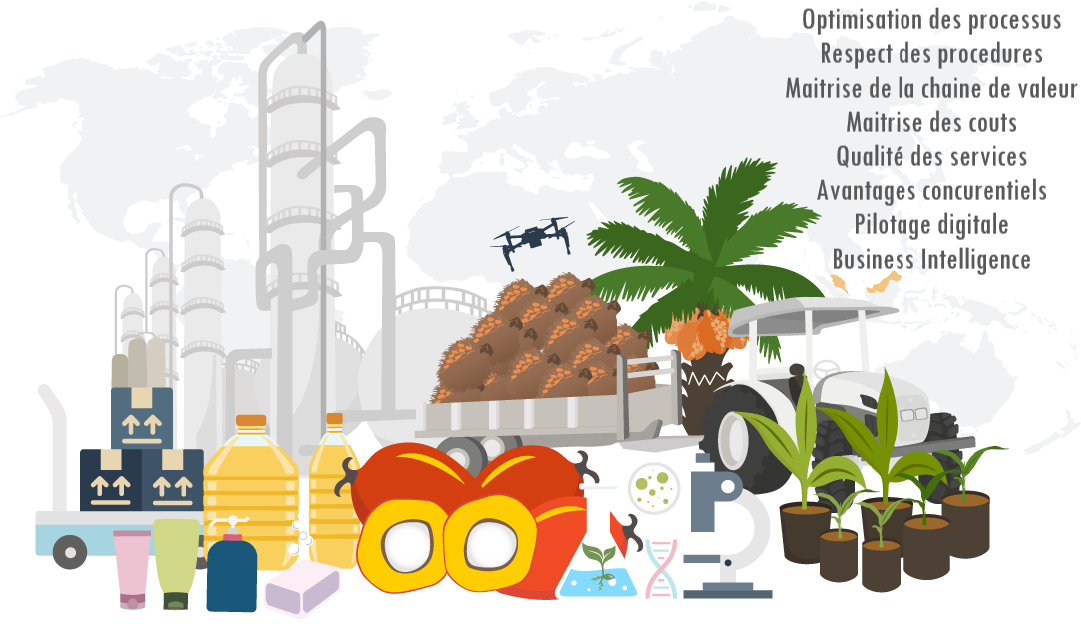 Optimisation des processus
Respect des procedures
Maitrise de la chaine de valeur
Maitrise des couts
Qualité des services
Avantages concurentiels
Pilotage digitale
Business Intelligence